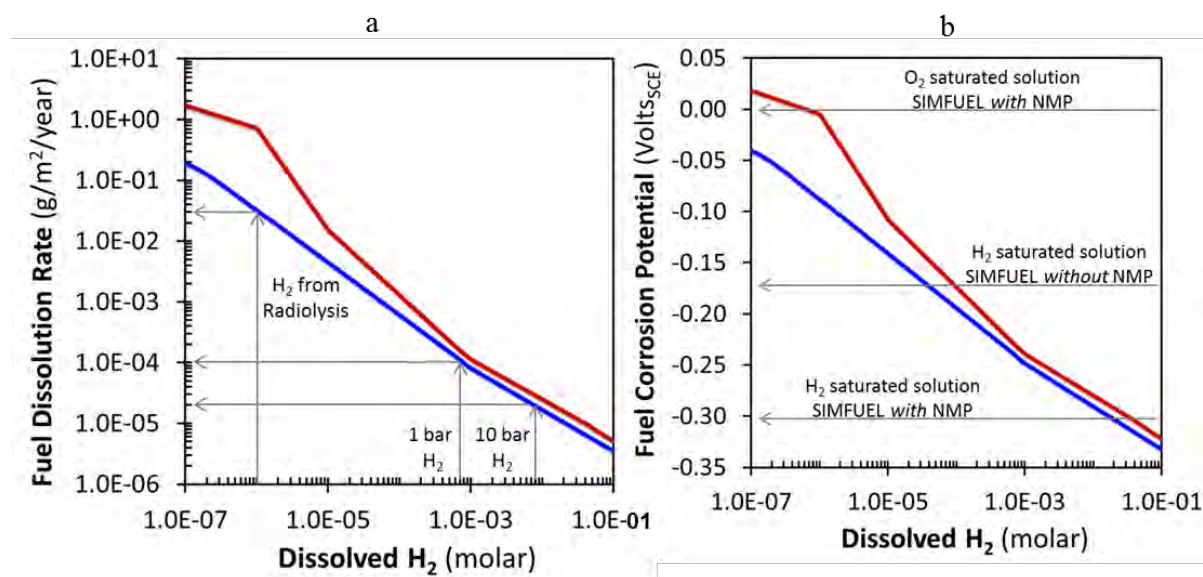 a
Fuel Dissolution Rate (g/m²/year)
1.0E+01
1.0E+00
1.0E-01
1.0E-02
1.0E-03
1.0E-04
1.0E-05
1.0E-06
H₂ from
Radiolysis
1 bar
H₂
10 bar
H₂
1.0E-07
1.0E-05
1.0E-03
1.0E-01
Dissolved H₂ (molar)
b
Fuel Corrosion Potential (Volts_SCE)
0.05
0.00
-0.05
-0.10
-0.15
-0.20
-0.25
-0.30
-0.35
O₂ saturated solution
SIMFUEL with NMP
H₂ saturated solution
SIMFUEL without NMP
H₂ saturated solution
SIMFUEL with NMP
1.0E-07
1.0E-05
1.0E-03
1.0E-01
Dissolved H₂ (molar)